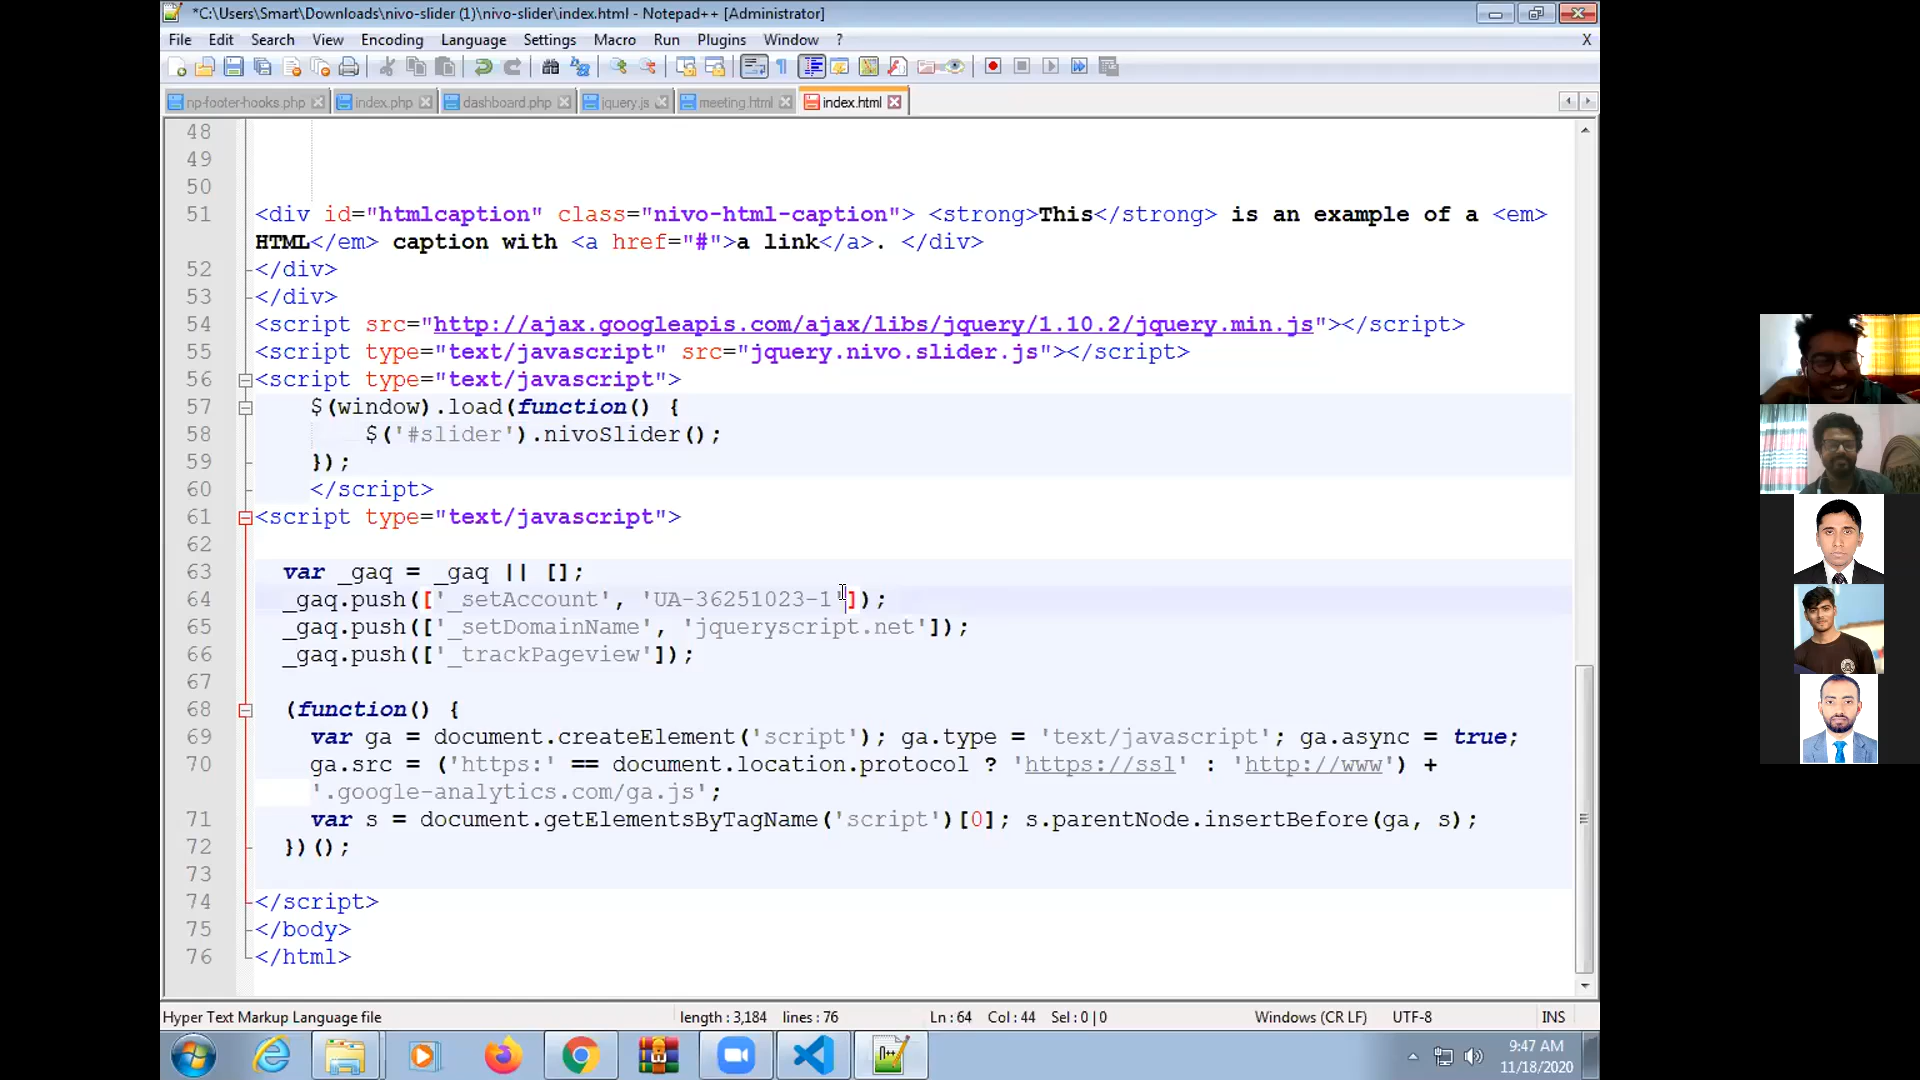 *C:\Users\Smart\Downloads\nivo-slider (1)\nivo-slider\index.html - Notepad++ [Administrator]
File Edit Search View Encoding Language Settings Macro Run Plugins Window ? X
np-footer-hooks.php index.php dashboard.php jquery.js meeting.html index.html
48
49
50
51 <div id="htmlcaption" class="nivo-html-caption"> <strong>This</strong> is an example of a <em>
HTML</em> caption with <a href="#">a link</a>. </div>
52 </div>
53 </div>
54 <script src="http://ajax.googleapis.com/ajax/libs/jquery/1.10.2/jquery.min.js"></script>
55 <script type="text/javascript" src="jquery.nivo.slider.js"></script>
56 <script type="text/javascript">
57 $(window).load(function() {
58 $('#slider').nivoSlider();
59 });
60 </script>
61 <script type="text/javascript">
62
63 var _gaq = _gaq || [];
64 _gaq.push(['_setAccount', 'UA-36251023-1']);
65 _gaq.push(['_setDomainName', 'jqueryscript.net']);
66 _gaq.push(['_trackPageview']);
67
68 (function() {
69 var ga = document.createElement('script'); ga.type = 'text/javascript'; ga.async = true;
70 ga.src = ('https:' == document.location.protocol ? 'https://ssl' : 'http://www') +
'.google-analytics.com/ga.js';
71 var s = document.getElementsByTagName('script')[0]; s.parentNode.insertBefore(ga, s);
72 })();
73
74 </script>
75 </body>
76 </html>
Hyper Text Markup Language file length : 3,184 lines : 76 Ln : 64 Col : 44 Sel : 0 | 0 Windows (CR LF) UTF-8 INS
9:47 AM
11/18/2020